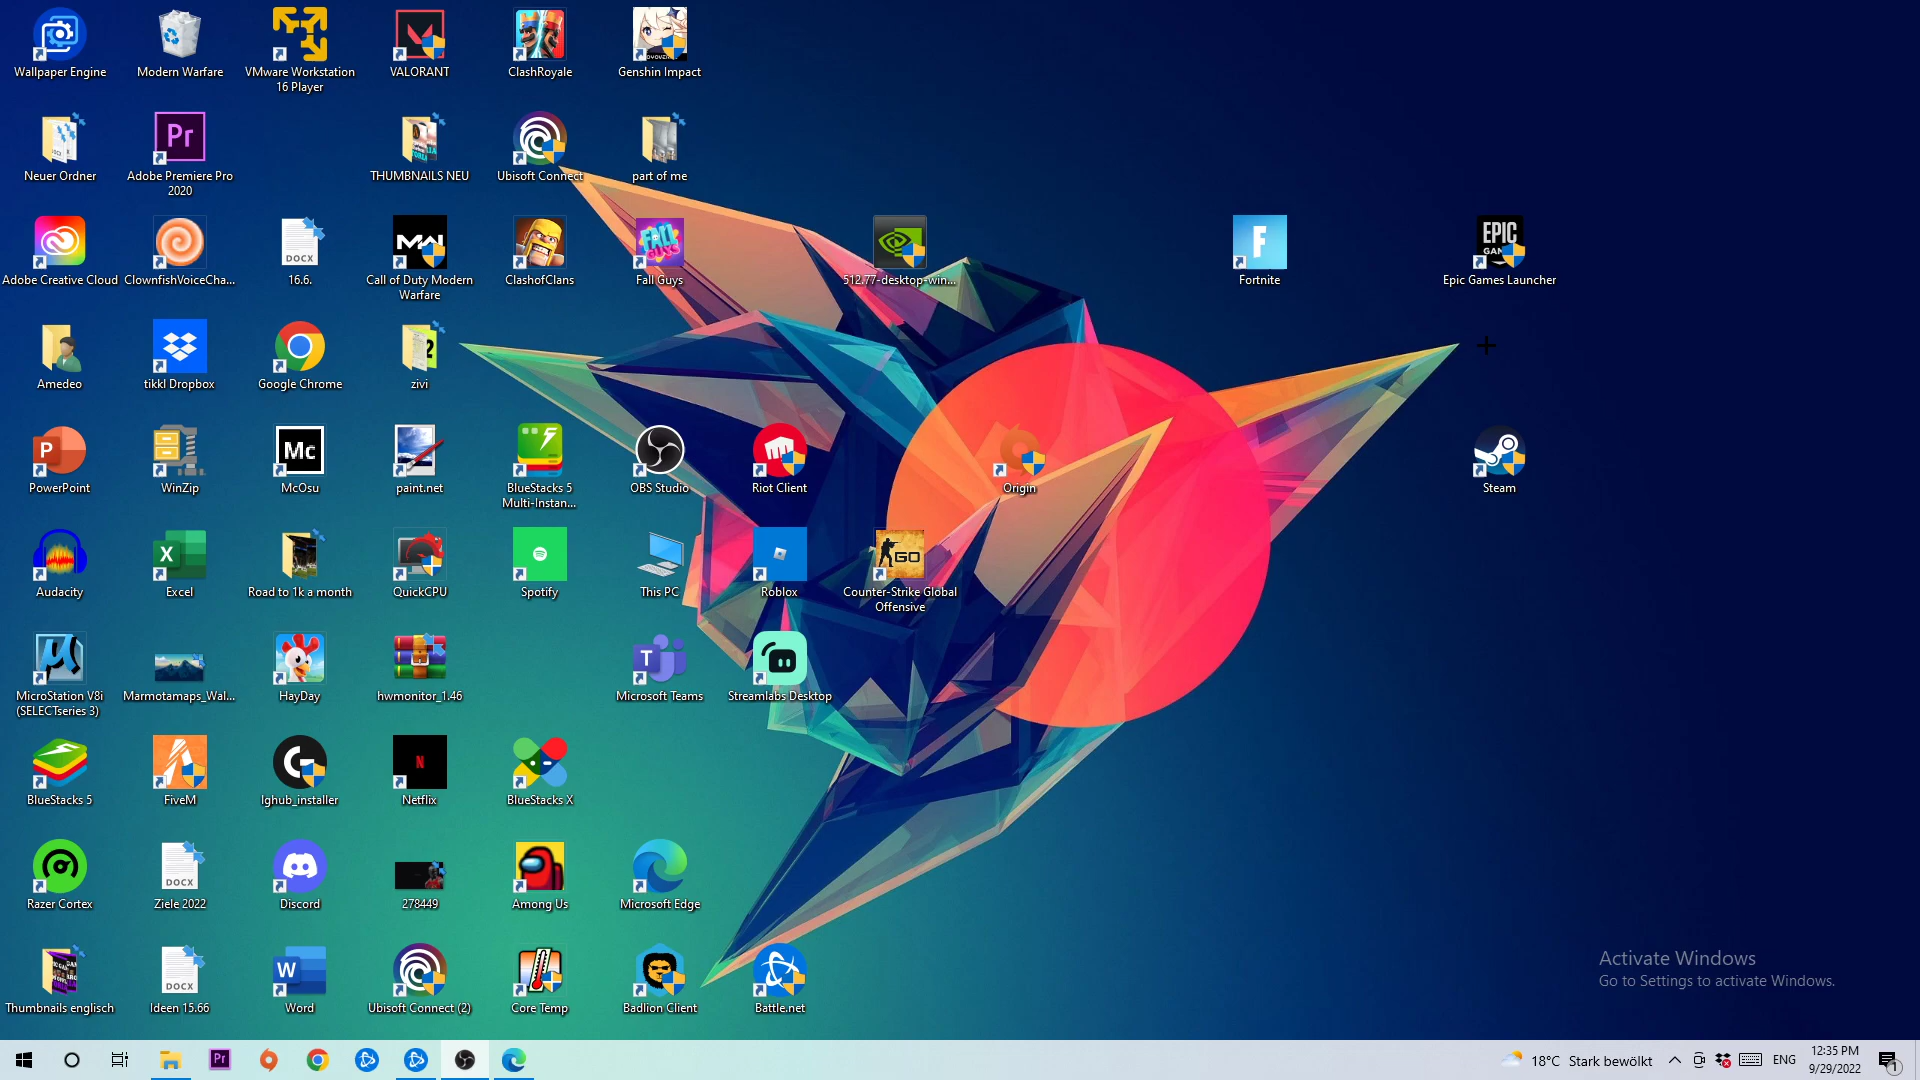 Wallpaper Engine
Modern Warfare
VMware Workstation
16 Player
VALORANT
ClashRoyale
Genshin Impact
Neuer Ordner
Adobe Premiere Pro
2020
THUMBNAILS NEU
Ubisoft Connect
part of me
Adobe Creative Cloud
ClownfishVoiceCha...
16.6.
Call of Duty Modern
Warfare
ClashofClans
Fall Guys
512.77-desktop-win...
Fortnite
Epic Games Launcher
Amedeo
tikkl Dropbox
Google Chrome
zivi
PowerPoint
WinZip
McOsu
paint.net
BlueStacks 5
Multi-Instan...
OBS Studio
Riot Client
Origin
Steam
Audacity
Excel
Road to 1k a month
QuickCPU
Spotify
This PC
Roblox
Counter-Strike Global
Offensive
MicroStation V8i
(SELECTseries 3)
Marmotamaps_Wal...
HayDay
hwmonitor_1.46
Microsoft Teams
Streamlabs Desktop
BlueStacks 5
FiveM
lghub_installer
Netflix
BlueStacks X
Razer Cortex
Ziele 2022
Discord
278449
Among Us
Microsoft Edge
Thumbnails englisch
Ideen 15.66
Word
Ubisoft Connect (2)
Core Temp
Badlion Client
Battle.net
Activate Windows
Go to Settings to activate Windows.
18°C Stark bewölkt
ENG
12:35 PM
9/29/2022
1